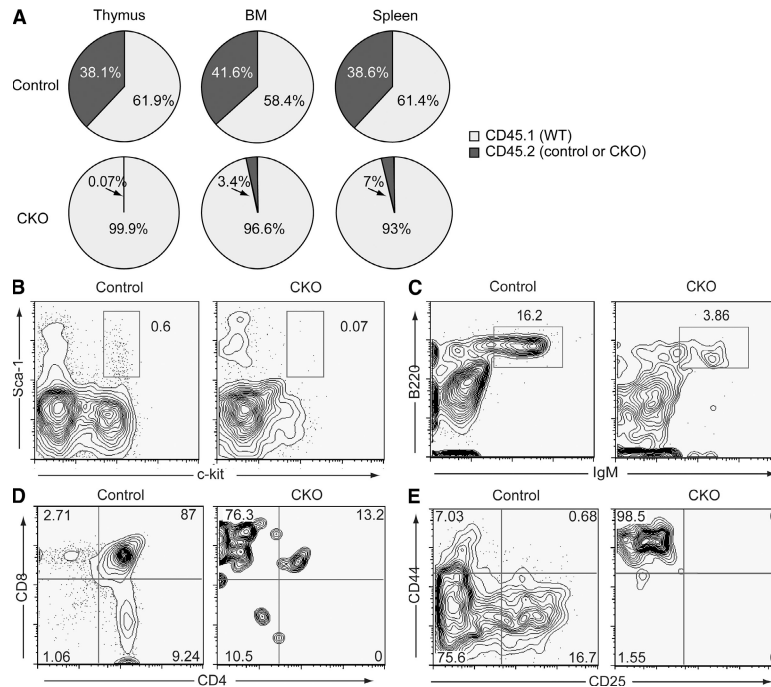 A
Thymus BM Spleen
Control
38.1% 61.9%
41.6% 58.4%
38.6% 61.4%
CD45.1 (WT)
CD45.2 (control or CKO)
CKO
0.07% 99.9%
3.4% 96.6%
7% 93%
B Control CKO
0.6 0.07
Sca-1
c-kit
C Control CKO
16.2 3.86
B220
IgM
D Control CKO
2.71 87 76.3 13.2
CD8
1.06 9.24 10.5 0
CD4
E Control CKO
7.03 0.68 98.5
CD44
75.6 16.7 1.55
CD25